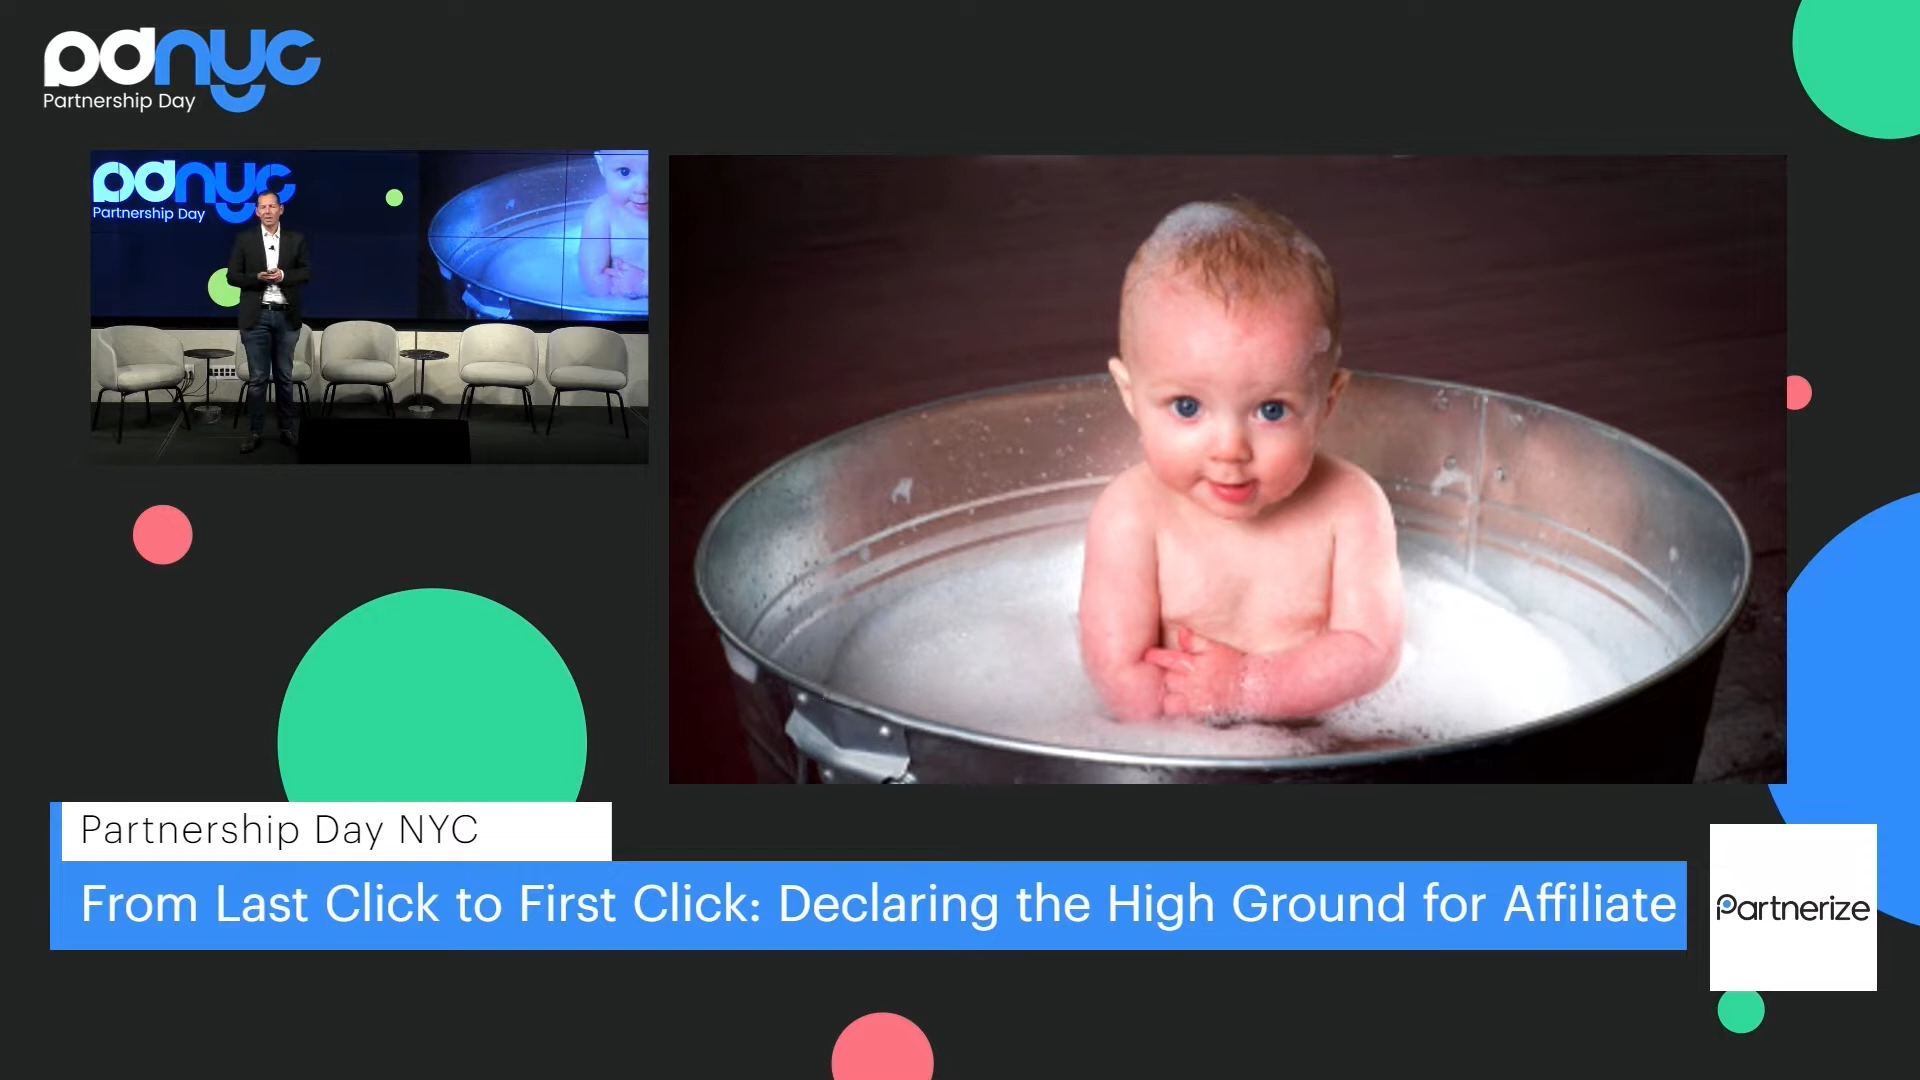 pdnyc
Partnership Day
pdnyc
Partnership Day
Partnership Day NYC
From Last Click to First Click: Declaring the High Ground for Affiliate
Partnerize